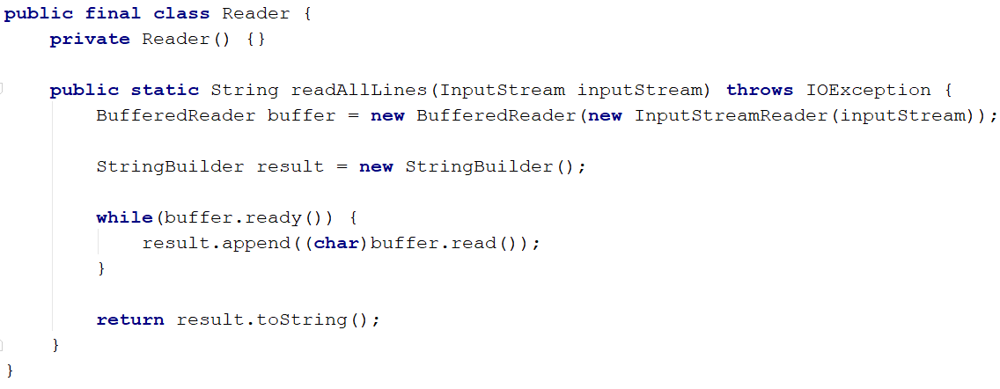 public final class Reader {
    private Reader() {}

    public static String readAllLines(InputStream inputStream) throws IOException {
        BufferedReader buffer = new BufferedReader(new InputStreamReader(inputStream));

        StringBuilder result = new StringBuilder();

        while(buffer.ready()) {
            result.append((char)buffer.read());
        }

        return result.toString();
    }
}